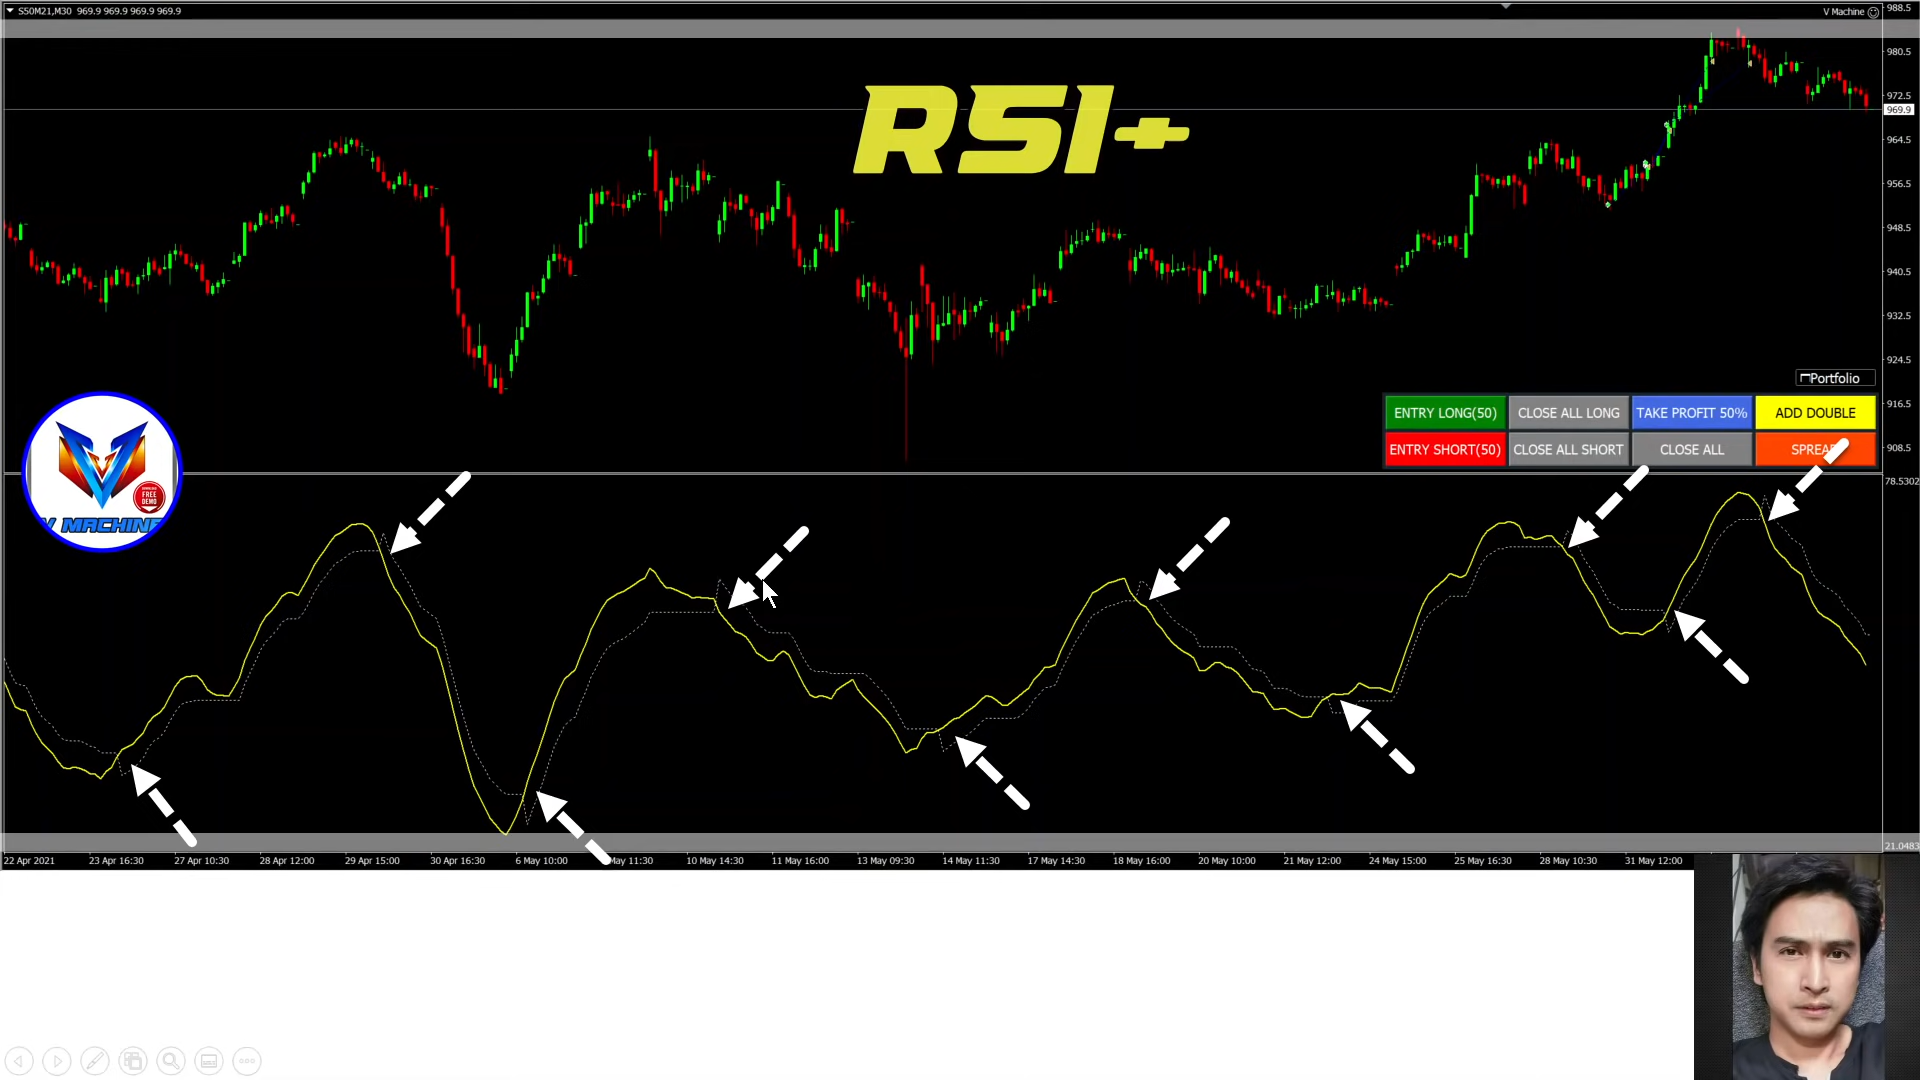 S50M21,M30 969.9 969.9 969.9 969.9
V Machine
988.5
980.5
972.5
969.9
964.5
956.5
948.5
940.5
932.5
924.5
916.5
908.5
RSI+
Portfolio
ENTRY LONG(50) CLOSE ALL LONG TAKE PROFIT 50% ADD DOUBLE
ENTRY SHORT(50) CLOSE ALL SHORT CLOSE ALL SPREA
DOWNLOAD
FREE
DEMO
V MACHINE
78.5302
21.0483
22 Apr 2021 23 Apr 16:30 27 Apr 10:30 28 Apr 12:00 29 Apr 15:00 30 Apr 16:30 6 May 10:00 May 11:30 10 May 14:30 11 May 16:00 13 May 09:30 14 May 11:30 17 May 14:30 18 May 16:00 20 May 10:00 21 May 12:00 24 May 15:00 25 May 16:30 28 May 10:30 31 May 12:00